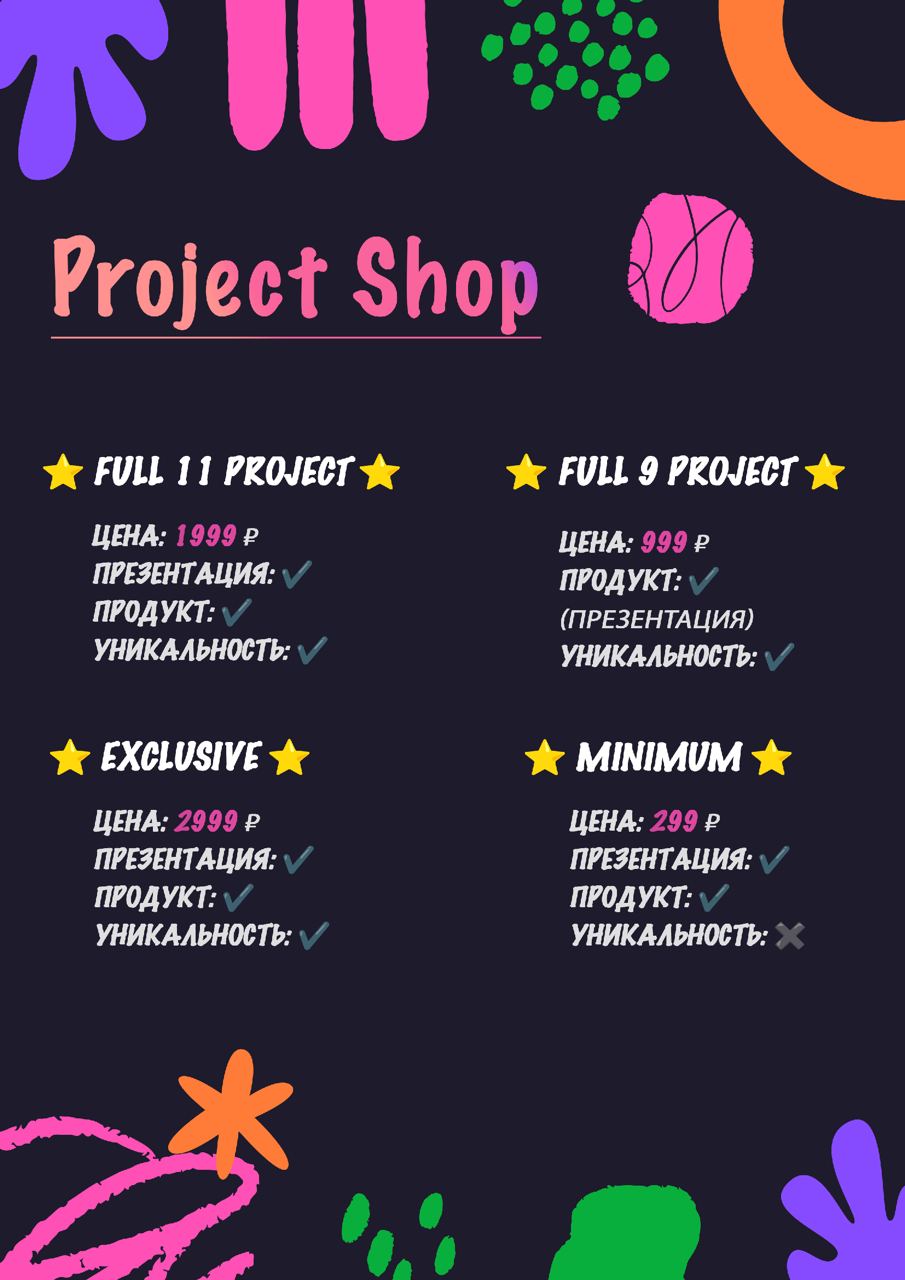 Project Shop
⭐ FULL 11 PROJECT ⭐
ЦЕНА: 1999 ₽
ПРЕЗЕНТАЦИЯ: ✔
ПРОДУКТ: ✔
УНИКАЛЬНОСТЬ: ✔
⭐ FULL 9 PROJECT ⭐
ЦЕНА: 999 ₽
ПРОДУКТ: ✔
(ПРЕЗЕНТАЦИЯ)
УНИКАЛЬНОСТЬ: ✔
⭐ EXCLUSIVE ⭐
ЦЕНА: 2999 ₽
ПРЕЗЕНТАЦИЯ: ✔
ПРОДУКТ: ✔
УНИКАЛЬНОСТЬ: ✔
⭐ MINIMUM ⭐
ЦЕНА: 299 ₽
ПРЕЗЕНТАЦИЯ: ✔
ПРОДУКТ: ✔
УНИКАЛЬНОСТЬ: ✖